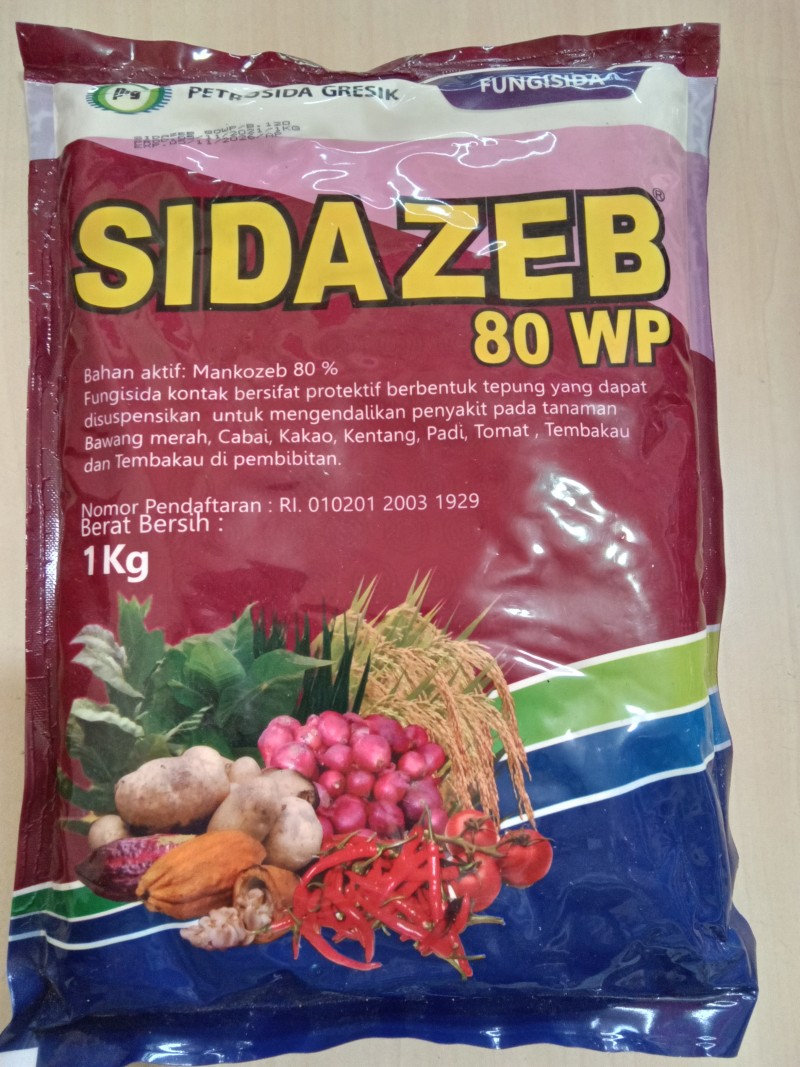 PETROSIDA GRESIK
FUNGISIDA
SIDAZEB®
80 WP
Bahan aktif: Mankozeb 80 %
Fungisida kontak bersifat protektif berbentuk tepung yang dapat
disuspensikan untuk mengendalikan penyakit pada tanaman
Bawang merah, Cabai, Kakao, Kentang, Padi, Tomat , Tembakau
dan Tembakau di pembibitan.
Nomor Pendaftaran : RI. 010201 2003 1929
Berat Bersih :
1Kg